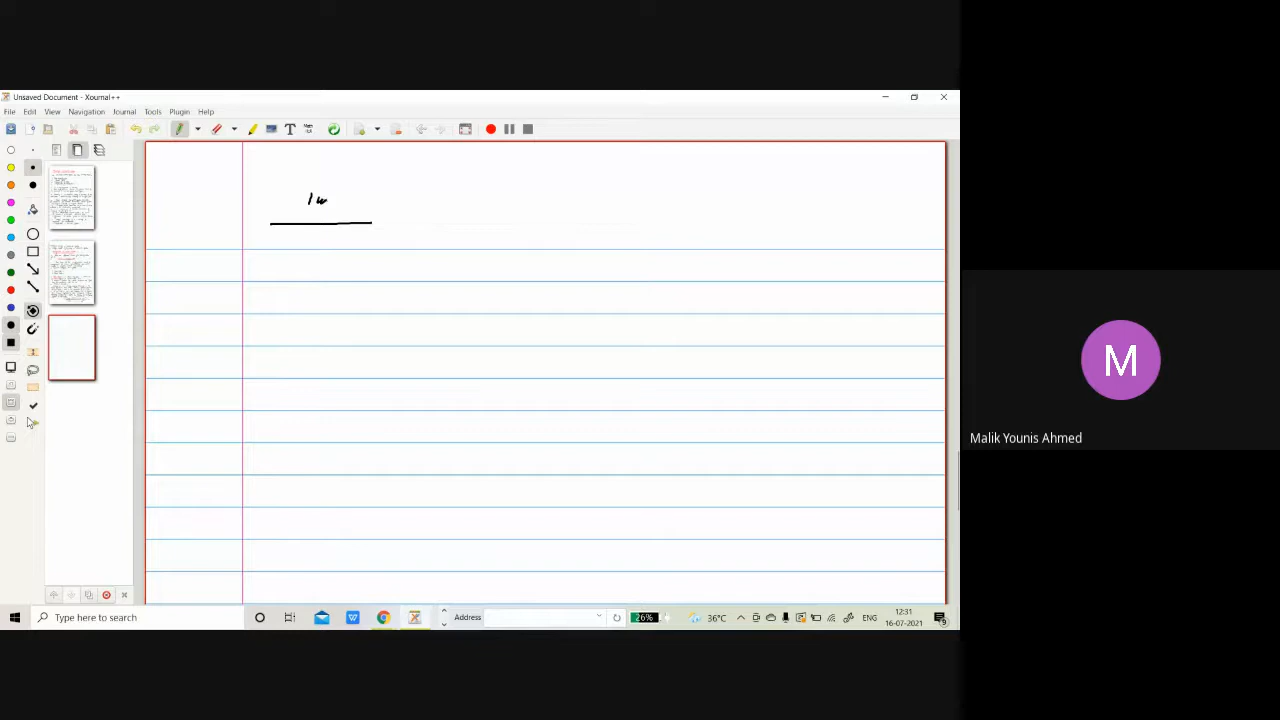 Unsaved Document - Xournal++
File Edit View Navigation Journal Tools Plugin Help
M
Malik Younis Ahmed
Type here to search
Address
26%
36°C
ENG
12:31
16-07-2021